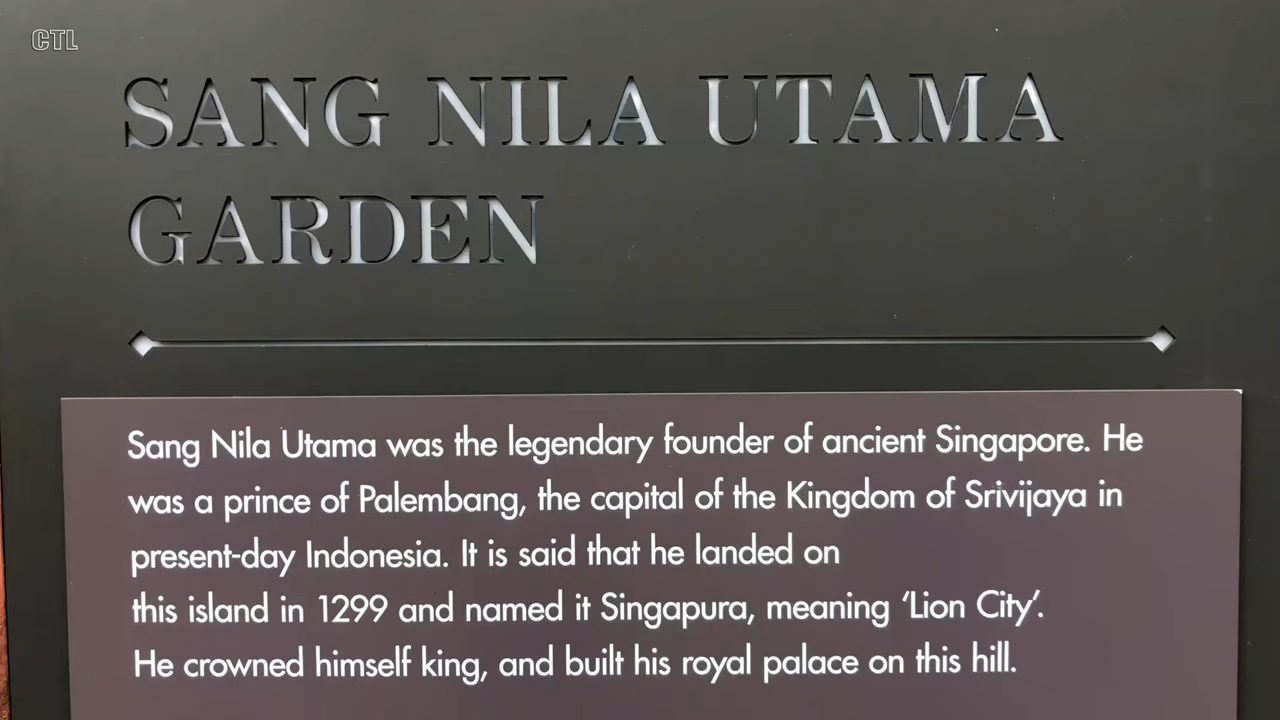 CTL
SANG NILA UTAMA
GARDEN
Sang Nila Utama was the legendary founder of ancient Singapore. He
was a prince of Palembang, the capital of the Kingdom of Srivijaya in
present-day Indonesia. It is said that he landed on
this island in 1299 and named it Singapura, meaning ‘Lion City’.
He crowned himself king, and built his royal palace on this hill.